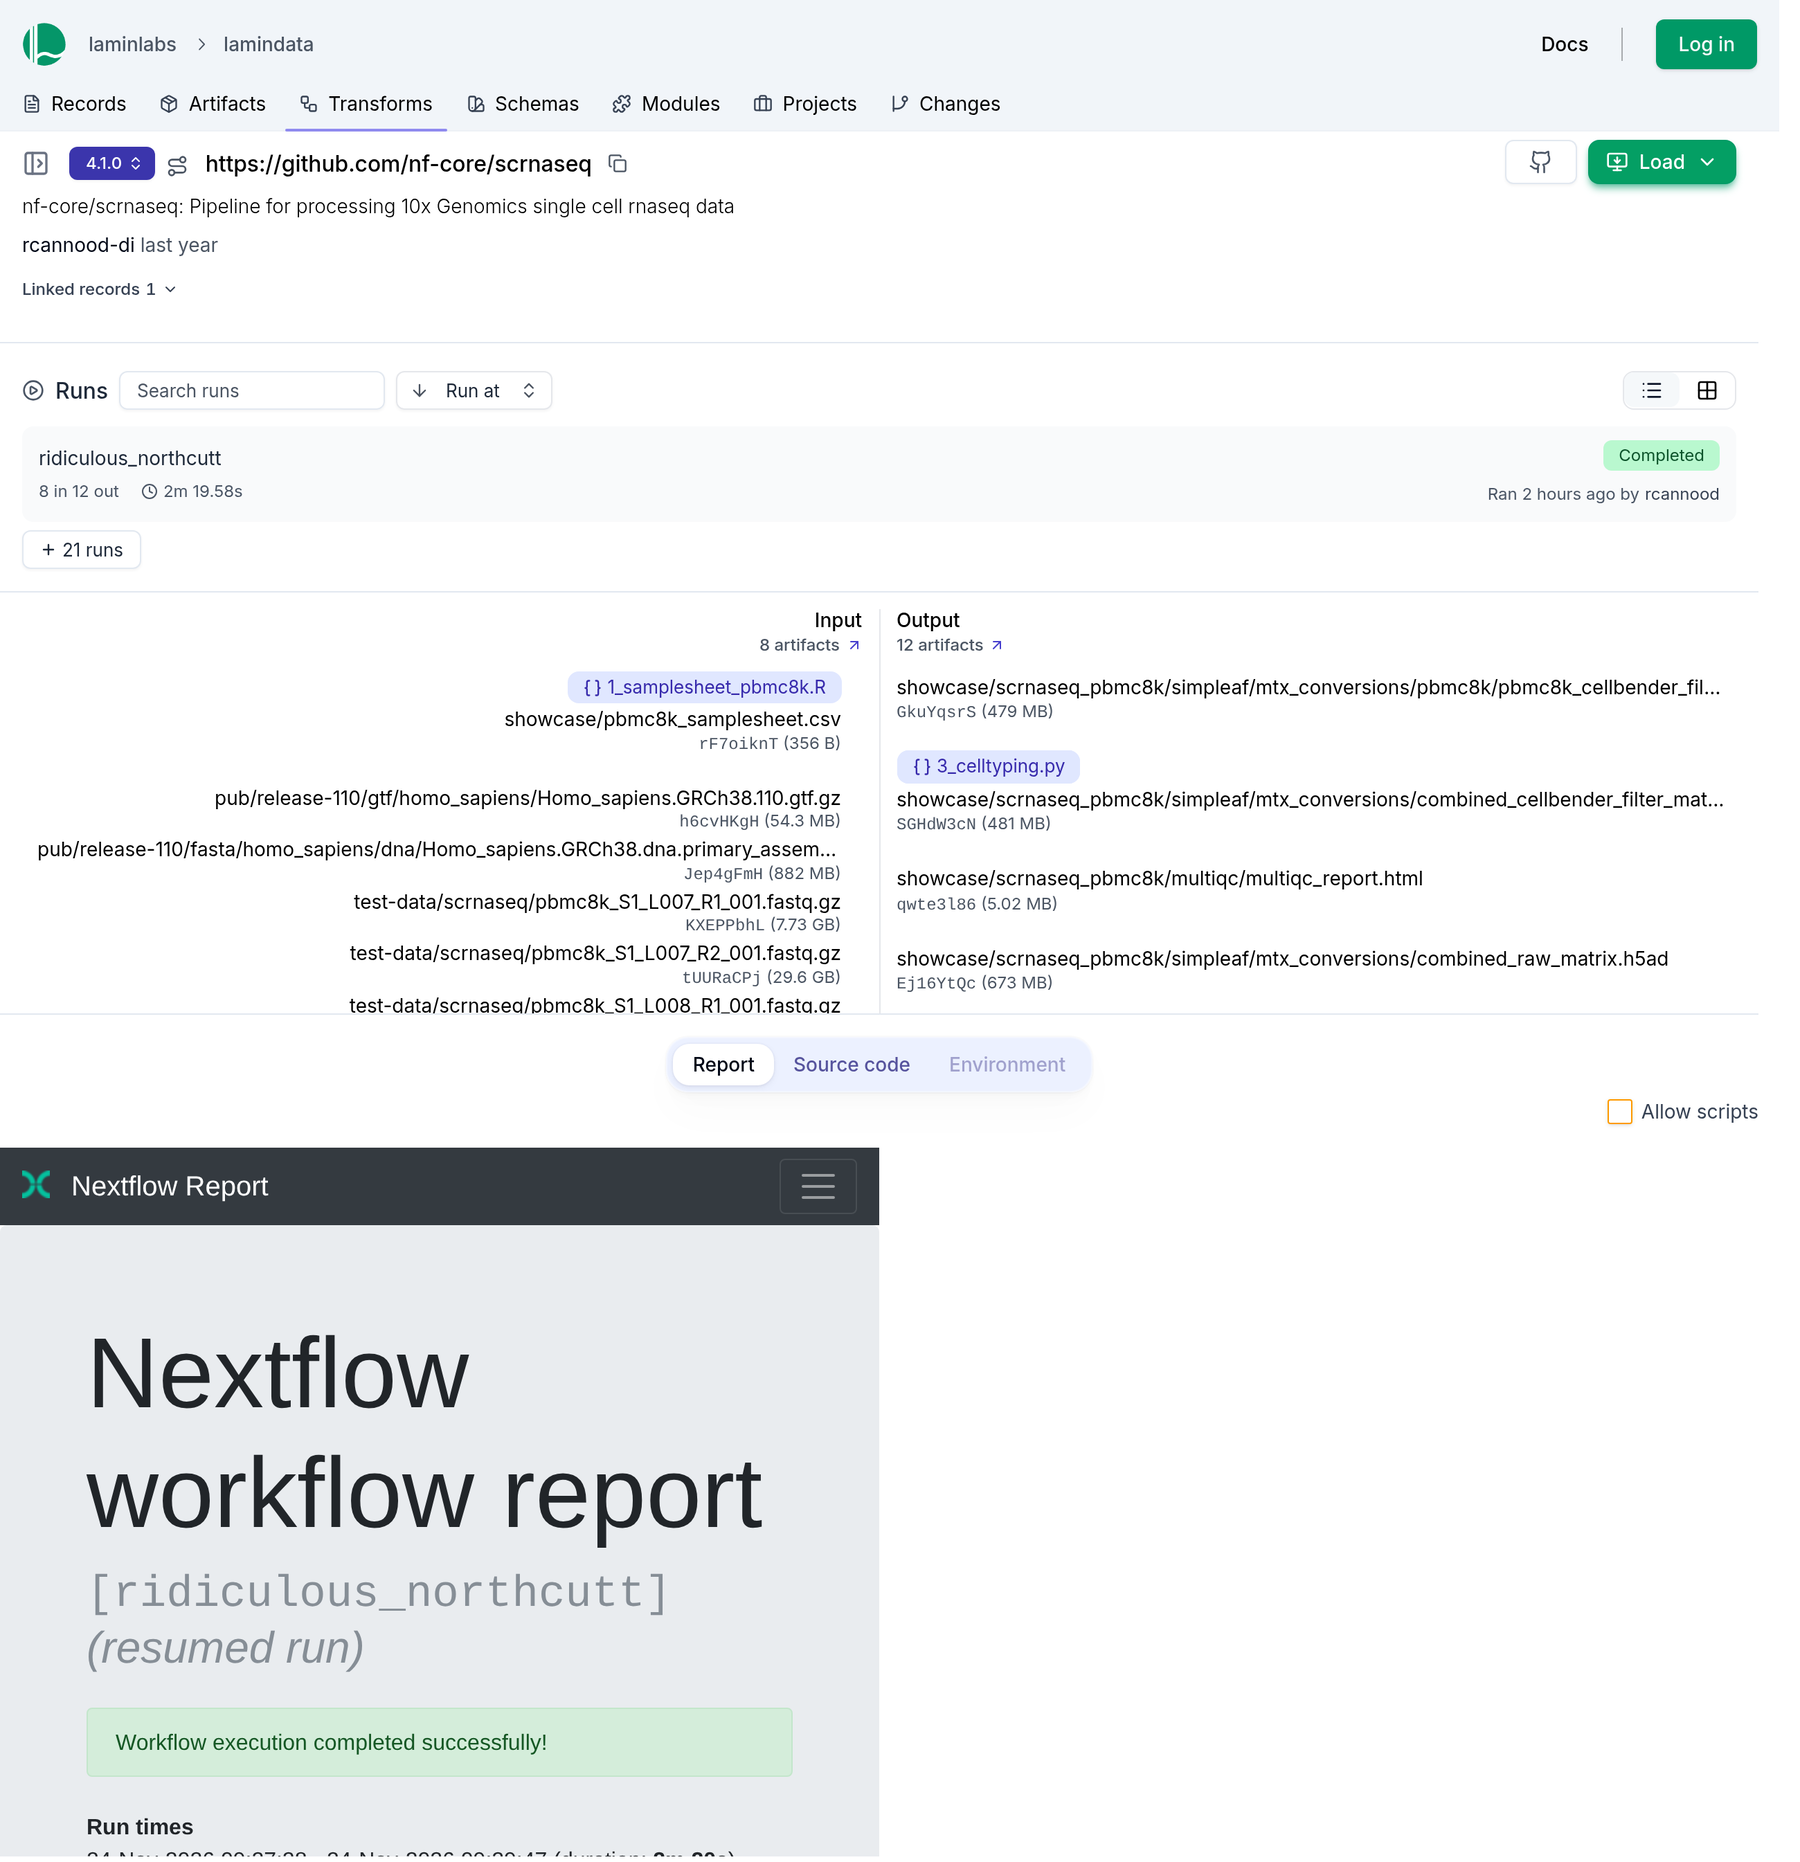 laminlabs > lamindata
Docs
Log in
Records
Artifacts
Transforms
Schemas
Modules
Projects
Changes
4.1.0
https://github.com/nf-core/scrnaseq
Load
nf-core/scrnaseq: Pipeline for processing 10x Genomics single cell rnaseq data
rcannood-di last year
Linked records 1
Runs
Search runs
Run at
ridiculous_northcutt
Completed
8 in 12 out
2m 19.58s
Ran 2 hours ago by rcannood
+ 21 runs
Input
8 artifacts
{} 1_samplesheet_pbmc8k.R
showcase/pbmc8k_samplesheet.csv
rF7oiknT (356 B)
pub/release-110/gtf/homo_sapiens/Homo_sapiens.GRCh38.110.gtf.gz
h6cvHKgH (54.3 MB)
pub/release-110/fasta/homo_sapiens/dna/Homo_sapiens.GRCh38.dna.primary_assem...
Jep4gFmH (882 MB)
test-data/scrnaseq/pbmc8k_S1_L007_R1_001.fastq.gz
KXEPPbhL (7.73 GB)
test-data/scrnaseq/pbmc8k_S1_L007_R2_001.fastq.gz
tUURaCPj (29.6 GB)
test-data/scrnaseq/pbmc8k_S1_L008_R1_001.fastq.gz
Output
12 artifacts
showcase/scrnaseq_pbmc8k/simpleaf/mtx_conversions/pbmc8k/pbmc8k_cellbender_fil...
GkuYqsrS (479 MB)
{} 3_celltyping.py
showcase/scrnaseq_pbmc8k/simpleaf/mtx_conversions/combined_cellbender_filter_mat...
SGHdW3cN (481 MB)
showcase/scrnaseq_pbmc8k/multiqc/multiqc_report.html
qwte3l86 (5.02 MB)
showcase/scrnaseq_pbmc8k/simpleaf/mtx_conversions/combined_raw_matrix.h5ad
Ej16YtQc (673 MB)
Report
Source code
Environment
Allow scripts
Nextflow Report
Nextflow
workflow report
[ridiculous_northcutt]
(resumed run)
Workflow execution completed successfully!
Run times